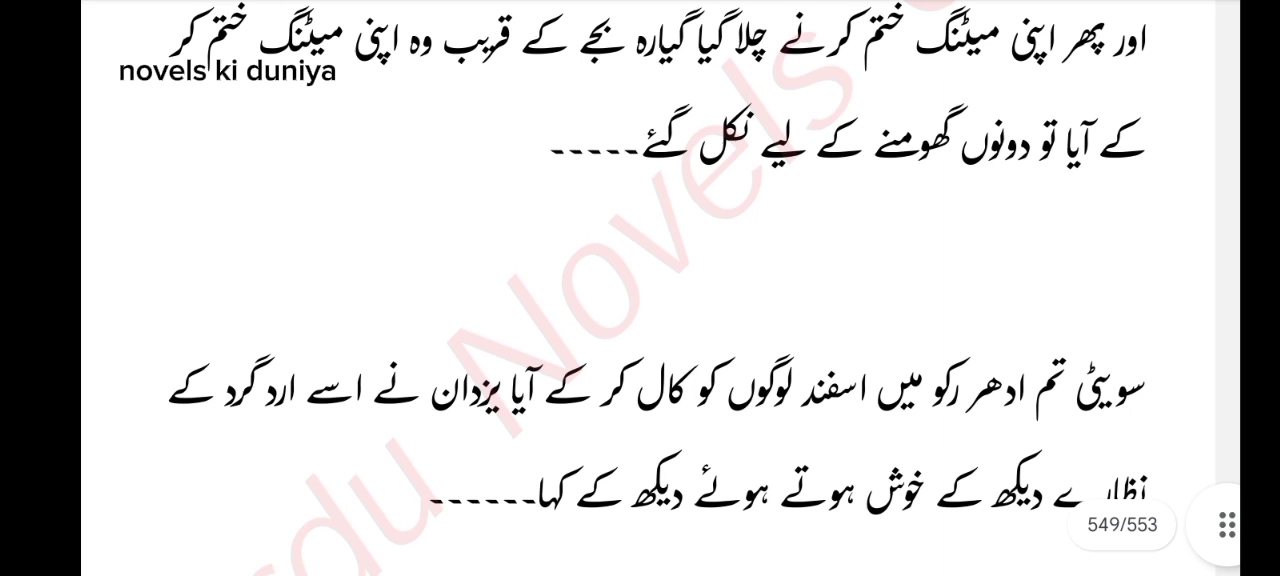 اور پھر اپنی میٹنگ ختم کرنے چلا گیا گیارہ بجے کے قریب وہ اپنی میٹنگ ختم کر
novels ki duniya
کے آیا تو دونوں گھومنے کے لیے نکل گئے-----
سویٹی تم ادھر رکو میں اسفند لوگوں کو کال کر کے آیا یزدان نے اسے ارد گرد کے
نظارے دیکھ کے خوش ہوتے ہوئے دیکھ کے کہا------
549/553
Urdu Novels